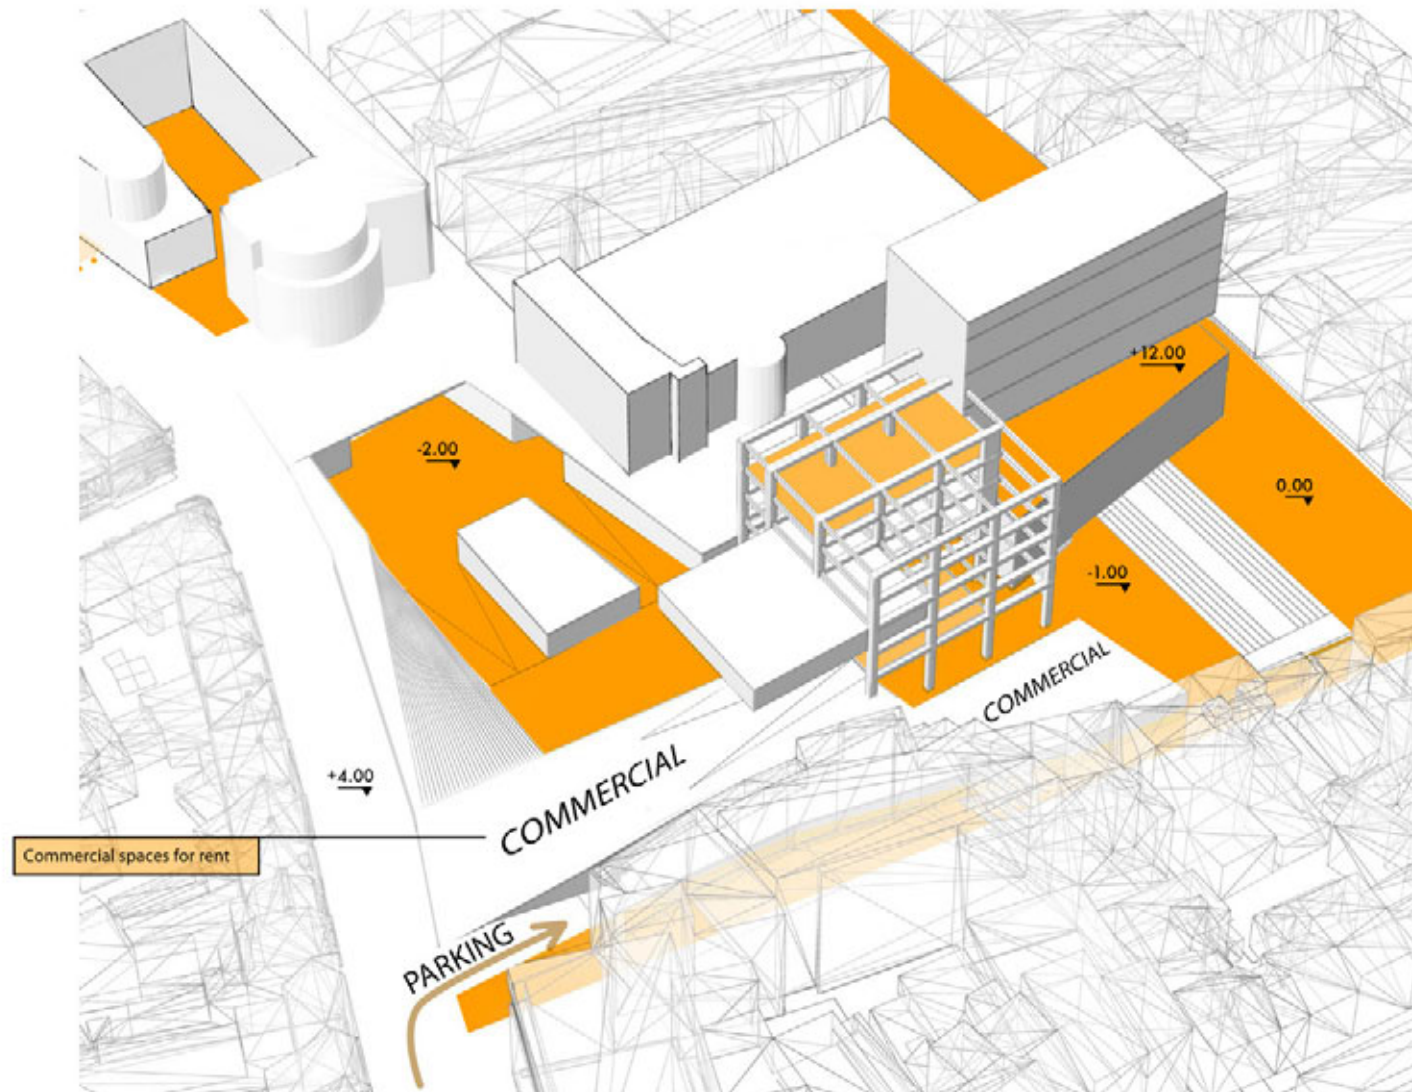 +12.00
-2.00
0.00
-1.00
COMMERCIAL
+4.00
COMMERCIAL
Commercial spaces for rent
PARKING